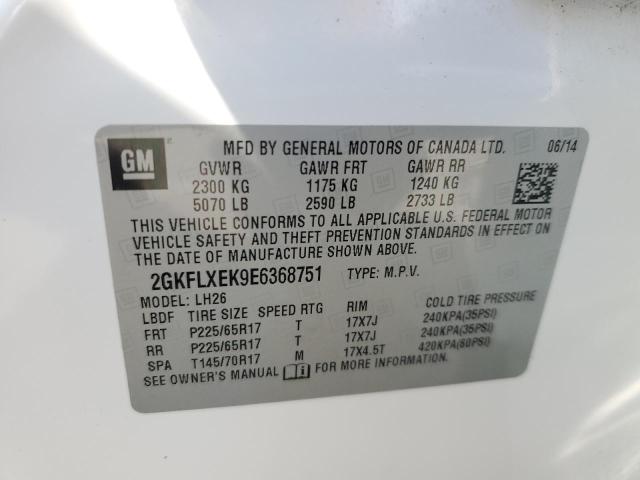 GM
MFD BY GENERAL MOTORS OF CANADA LTD. 06/14
GVWR GAWR FRT GAWR RR
2300 KG 1175 KG 1240 KG
5070 LB 2590 LB 2733 LB
THIS VEHICLE CONFORMS TO ALL APPLICABLE U.S. FEDERAL MOTOR
VEHICLE SAFETY AND THEFT PREVENTION STANDARDS IN EFFECT ON
THE DATE OF MANUFACTURE SHOWN ABOVE.
2GKFLXEK9E6368751 TYPE: M.P.V.
MODEL: LH26
LBDF TIRE SIZE SPEED RTG RIM COLD TIRE PRESSURE
FRT P225/65R17 T 17X7J 240KPA(35PSI)
RR P225/65R17 T 17X7J 240KPA(35PSI)
SPA T145/70R17 M 17X4.5T 420KPA(60PSI)
SEE OWNER'S MANUAL FOR MORE INFORMATION.